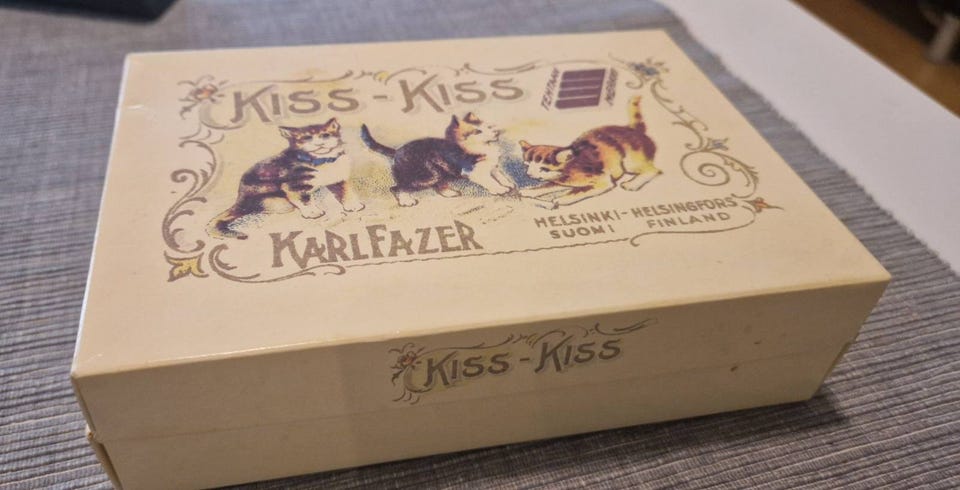 KISS-KISS
KARL FAZER
HELSINKI-HELSINGFORS
SUOMI FINLAND
KISS-KISS